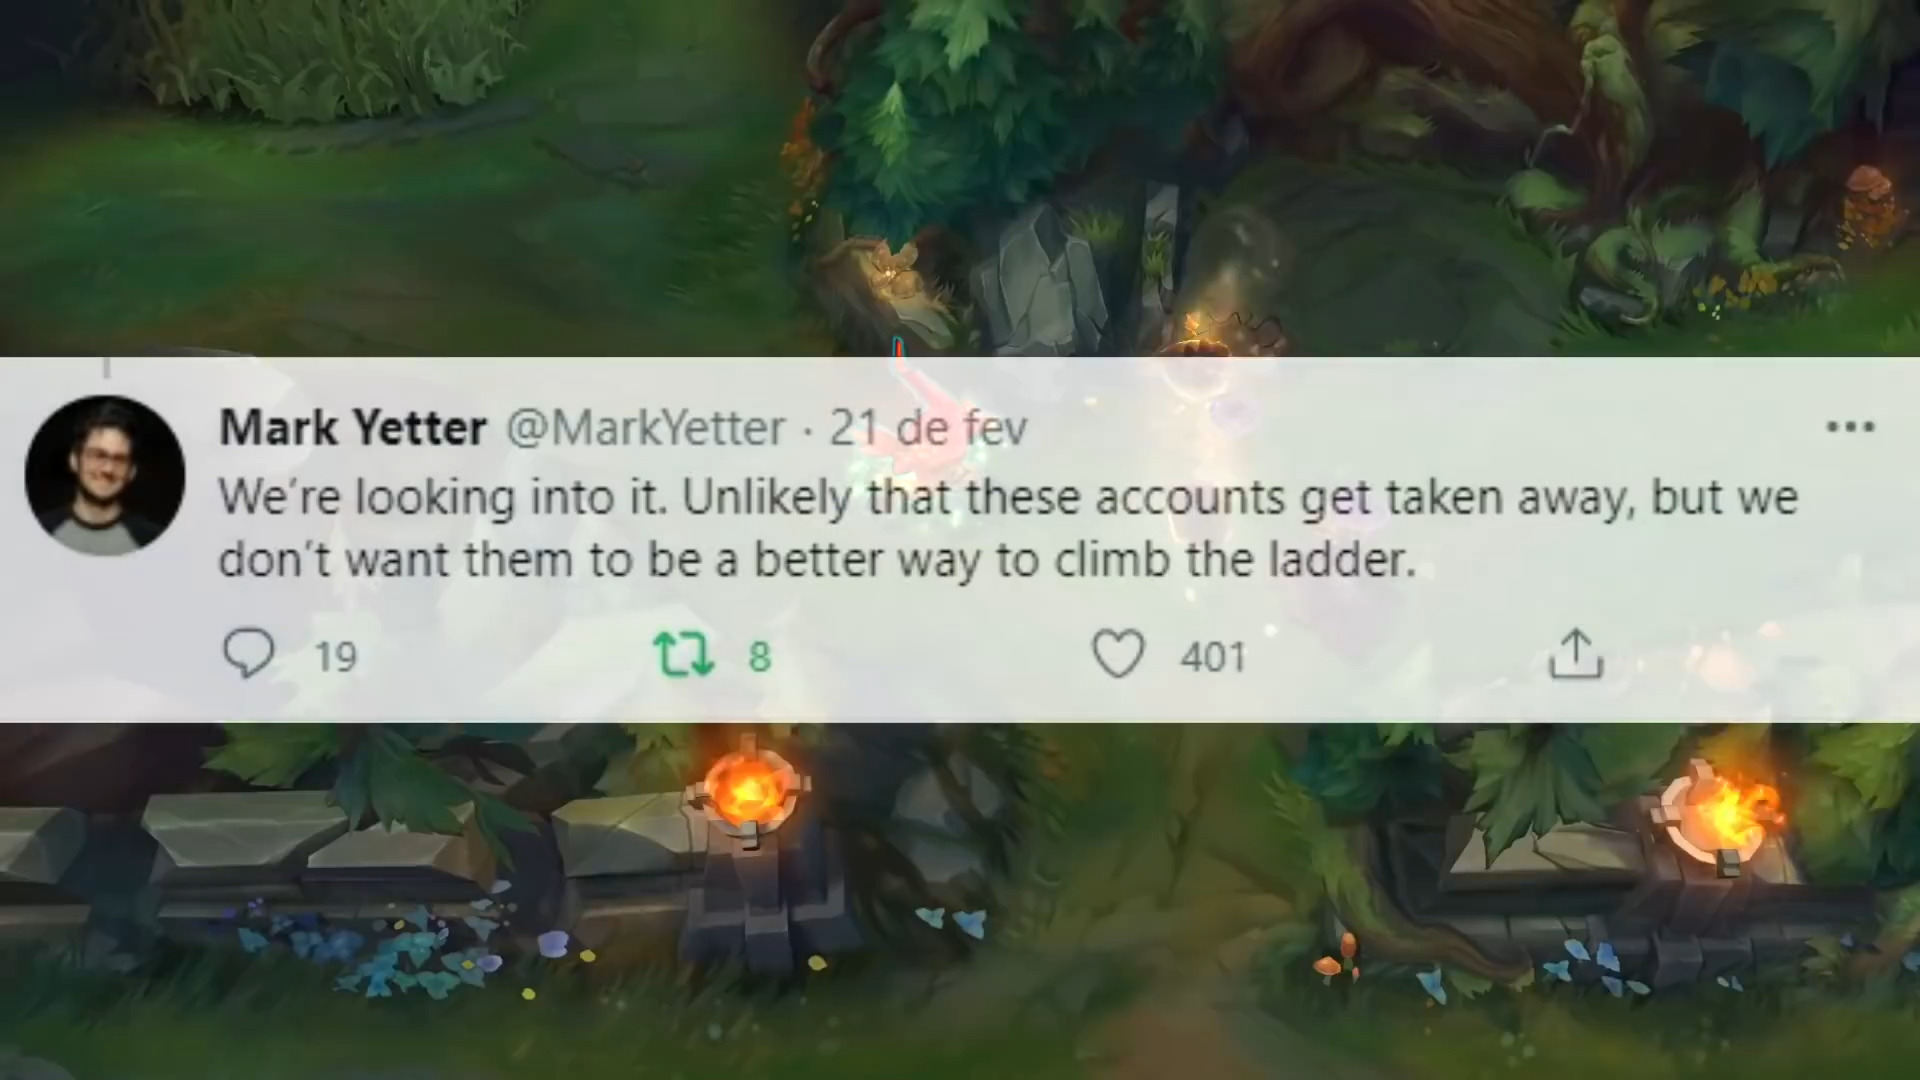 Mark Yetter @MarkYetter · 21 de fev
We're looking into it. Unlikely that these accounts get taken away, but we
don't want them to be a better way to climb the ladder.
19 8 401